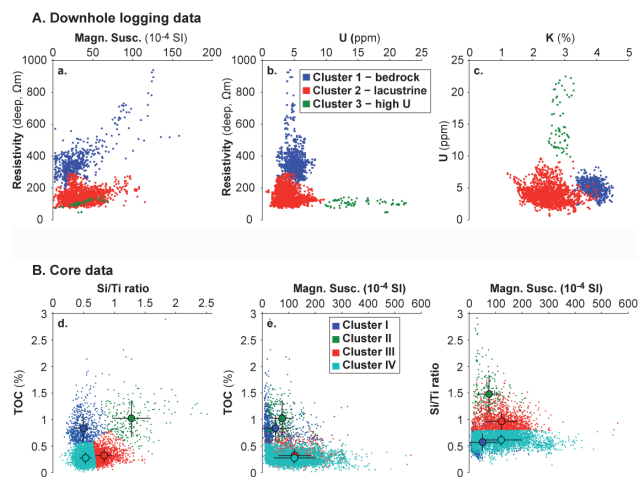 A. Downhole logging data
Magn. Susc. (10-4 SI)
0 50 100 150 200
a.
Resistivity (deep, Ωm)
1000
800
600
400
200
0
U (ppm)
0 5 10 15 20 25
b.
Cluster 1 – bedrock
Cluster 2 – lacustrine
Cluster 3 – high U
Resistivity (deep, Ωm)
1000
800
600
400
200
0
K (%)
0 1 2 3 4 5
c.
U (ppm)
25
20
15
10
5
0
B. Core data
Si/Ti ratio
0 0.5 1 1.5 2 2.5
d.
TOC (%)
3
2.5
2
1.5
1
0.5
0
Magn. Susc. (10-4 SI)
0 100 200 300 400 500 600
e.
Cluster I
Cluster II
Cluster III
Cluster IV
TOC (%)
3
2.5
2
1.5
1
0.5
0
Magn. Susc. (10-4 SI)
0 100 200 300 400 500 600
Si/Ti ratio
3
2.5
2
1.5
1
0.5
0